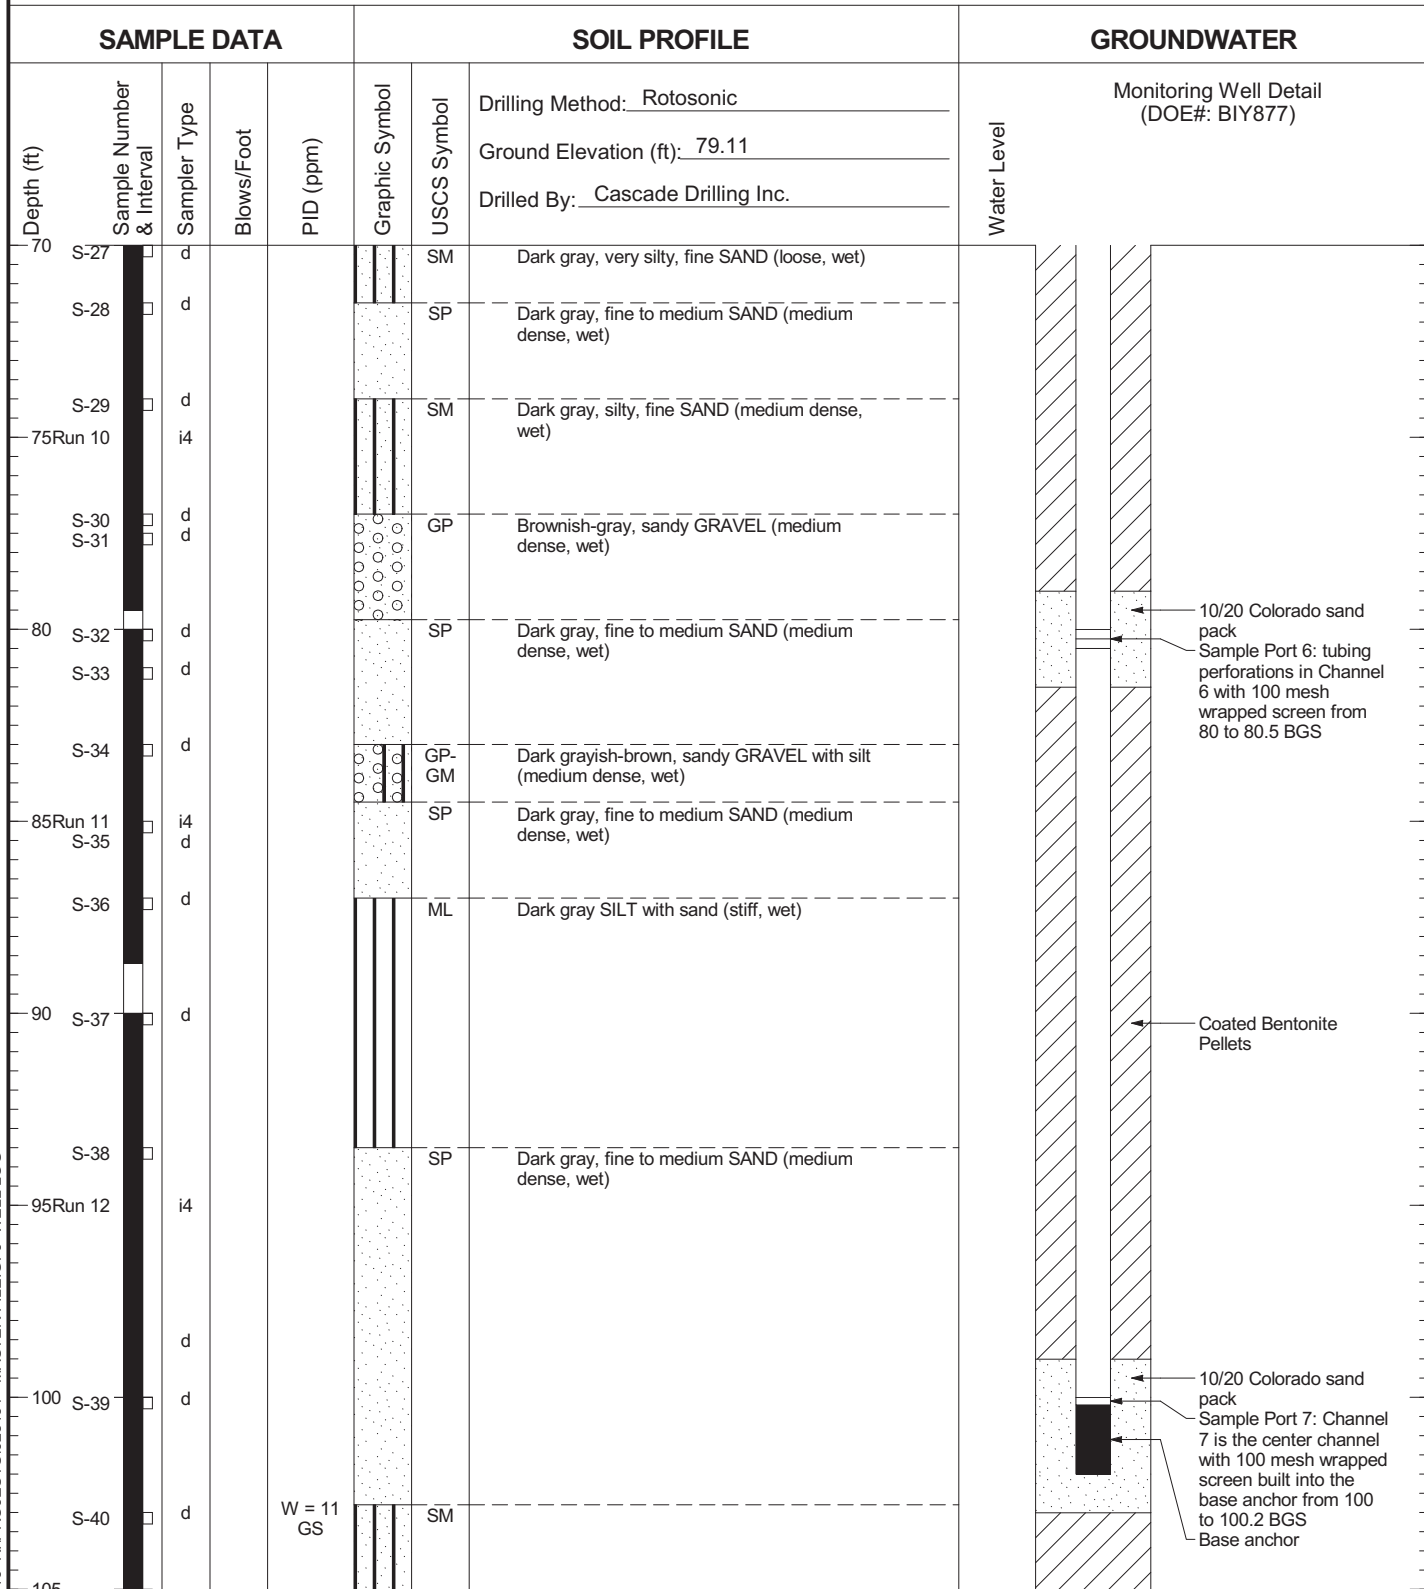 SAMPLE DATA
SOIL PROFILE
GROUNDWATER
Depth (ft)
Sample Number
& Interval
Sampler Type
Blows/Foot
PID (ppm)
Graphic Symbol
USCS Symbol
Drilling Method: Rotosonic
Ground Elevation (ft): 79.11
Drilled By: Cascade Drilling Inc.
Water Level
Monitoring Well Detail
(DOE#: BIY877)
70
S-27 d SM Dark gray, very silty, fine SAND (loose, wet)
S-28 d SP Dark gray, fine to medium SAND (medium
dense, wet)
S-29 d SM Dark gray, silty, fine SAND (medium dense,
wet)
75 Run 10 i4
S-30 d GP Brownish-gray, sandy GRAVEL (medium
S-31 d dense, wet)
10/20 Colorado sand
pack
80 S-32 d SP Dark gray, fine to medium SAND (medium
dense, wet)
Sample Port 6: tubing
perforations in Channel
6 with 100 mesh
wrapped screen from
80 to 80.5 BGS
S-33 d
S-34 d GP- Dark grayish-brown, sandy GRAVEL with silt
GM (medium dense, wet)
85 Run 11 i4 SP Dark gray, fine to medium SAND (medium
S-35 d dense, wet)
S-36 d ML Dark gray SILT with sand (stiff, wet)
90 S-37 d
Coated Bentonite
Pellets
S-38 SP Dark gray, fine to medium SAND (medium
dense, wet)
95 Run 12 i4
d
10/20 Colorado sand
pack
100 S-39 d
Sample Port 7: Channel
7 is the center channel
with 100 mesh wrapped
screen built into the
base anchor from 100
to 100.2 BGS
Base anchor
S-40 d W = 11 SM
GS
105